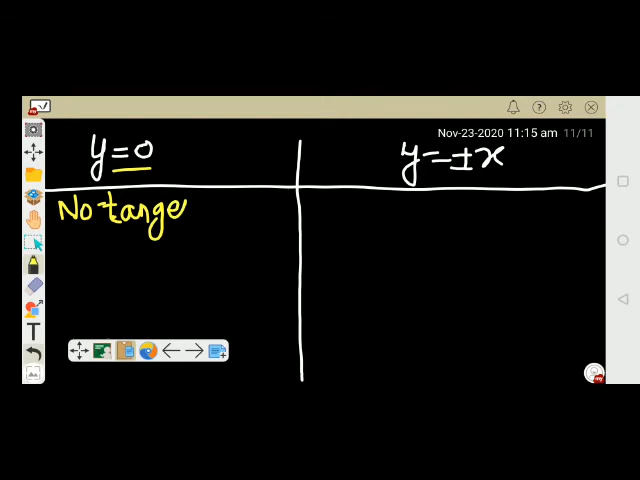 Nov-23-2020 11:15 am 11/11
y = 0
y = ±x
No tange
T